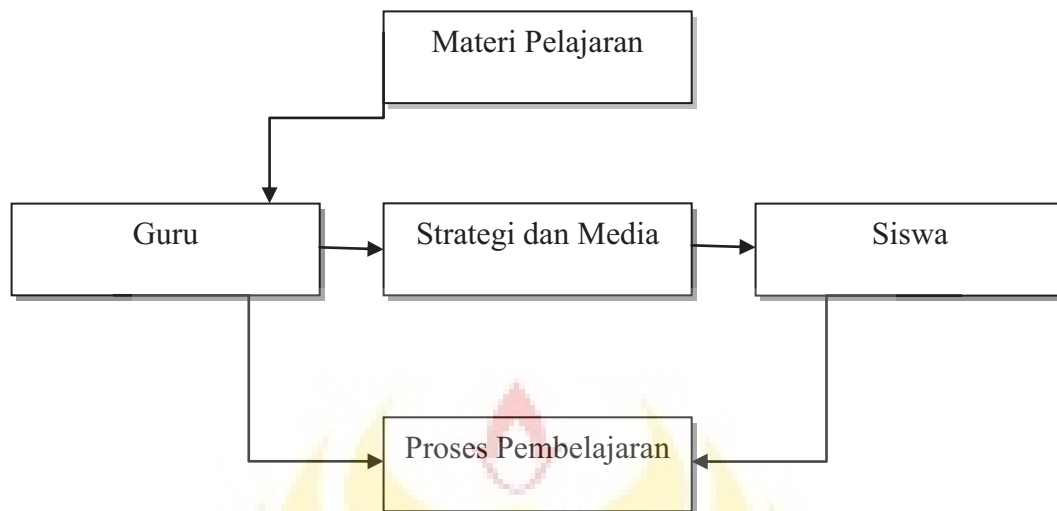 Materi Pelajaran
Guru
Strategi dan Media
Siswa
Proses Pembelajaran